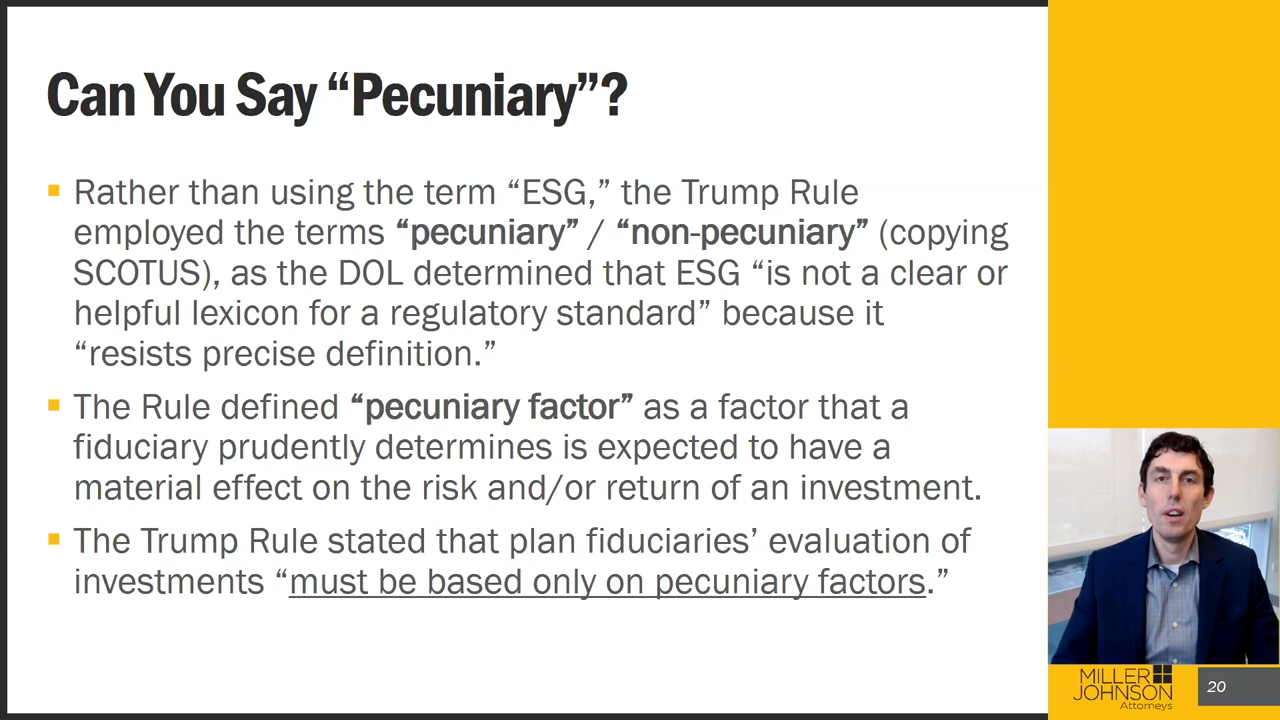 Can You Say “Pecuniary”?
Rather than using the term “ESG,” the Trump Rule
employed the terms “pecuniary” / “non-pecuniary” (copying
SCOTUS), as the DOL determined that ESG “is not a clear or
helpful lexicon for a regulatory standard” because it
“resists precise definition.”
The Rule defined “pecuniary factor” as a factor that a
fiduciary prudently determines is expected to have a
material effect on the risk and/or return of an investment.
The Trump Rule stated that plan fiduciaries’ evaluation of
investments “must be based only on pecuniary factors.”
MILLER
JOHNSON
Attorneys
20